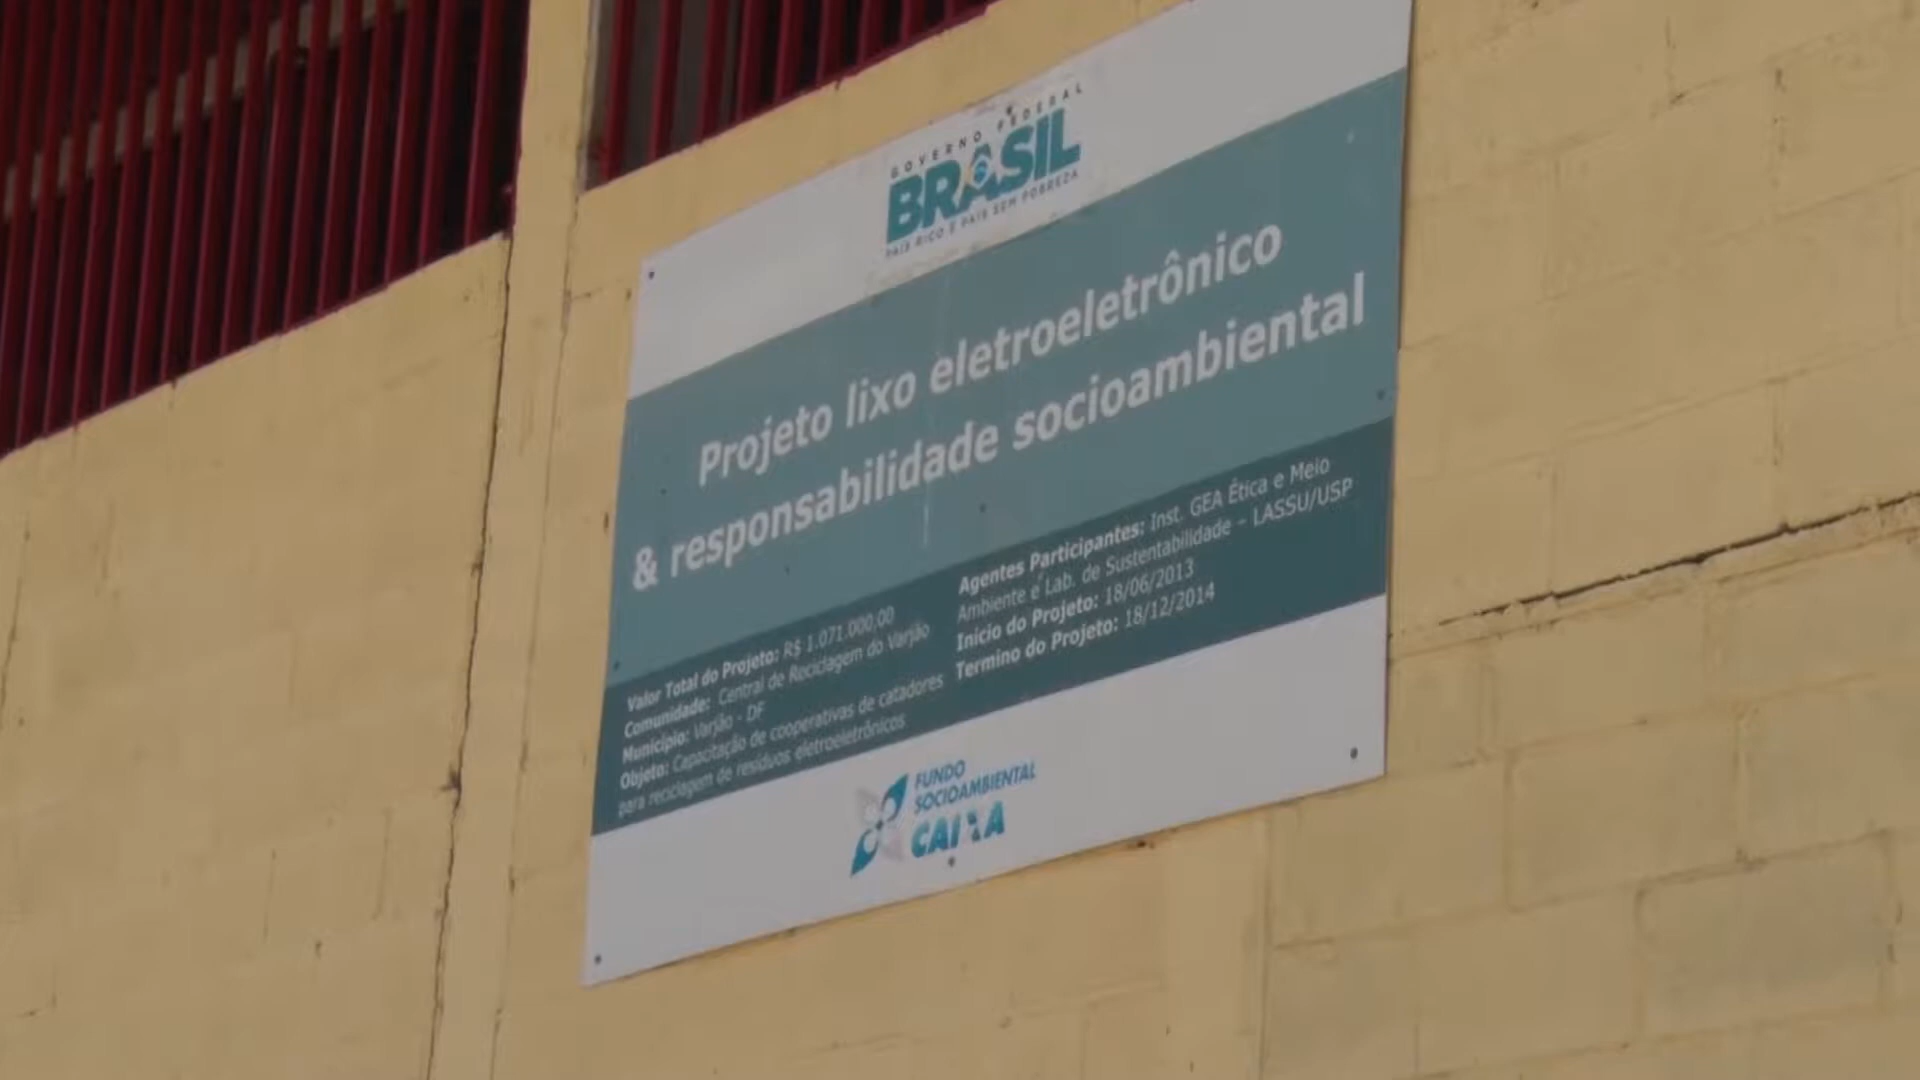 GOVERNO FEDERAL
BRASIL
PAÍS RICO É PAÍS SEM POBREZA
Projeto lixo eletroeletrônico
& responsabilidade socioambiental
Valor Total do Projeto: R$ 1.071.000,00
Comunidade: Central de Reciclagem do Varjão
Município: Varjão - DF
Objeto: Capacitação de cooperativas de catadores
para reciclagem de resíduos eletroeletrônicos
Agentes Participantes: Inst. GEA Ética e Meio
Ambiente e Lab. de Sustentabilidade - LASSU/USP
Início do Projeto: 18/06/2013
Termino do Projeto: 18/12/2014
FUNDO
SOCIOAMBIENTAL
CAIXA